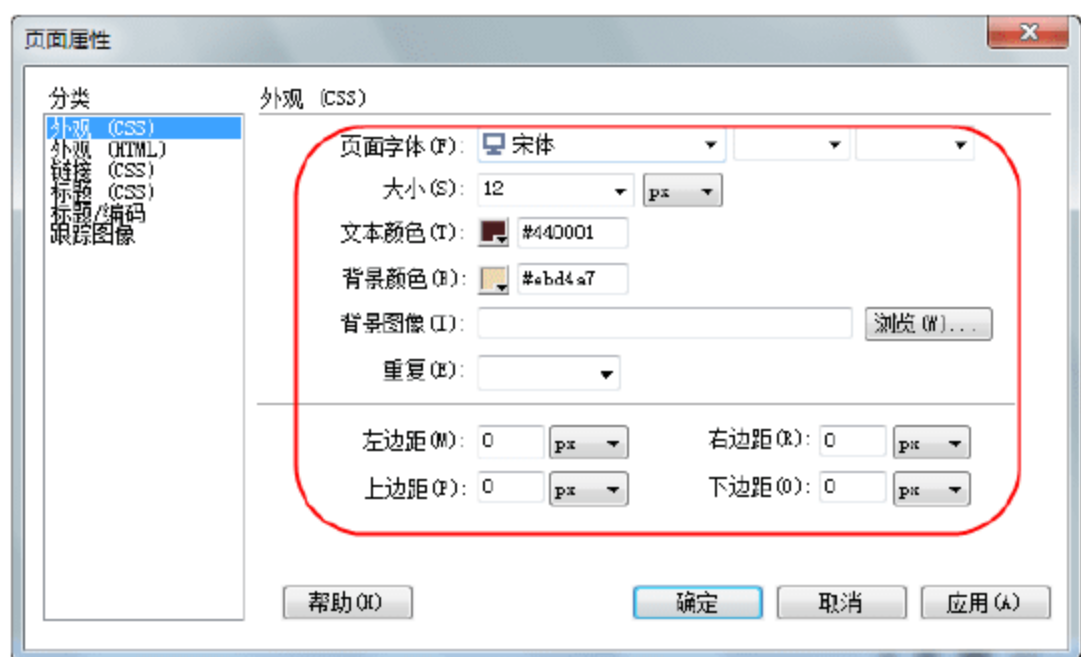 页面属性
分类
外观 (CSS)
外观 (HTML)
链接 (CSS)
标题 (CSS)
标题/编码
跟踪图像
外观 (CSS)
页面字体(F): 宋体
大小(S): 12 px
文本颜色(T): #440001
背景颜色(B): #ebd4a7
背景图像(I): 浏览(W)...
重复(E):
左边距(M): 0 px 右边距(R): 0 px
上边距(P): 0 px 下边距(O): 0 px
帮助(H) 确定 取消 应用(A)